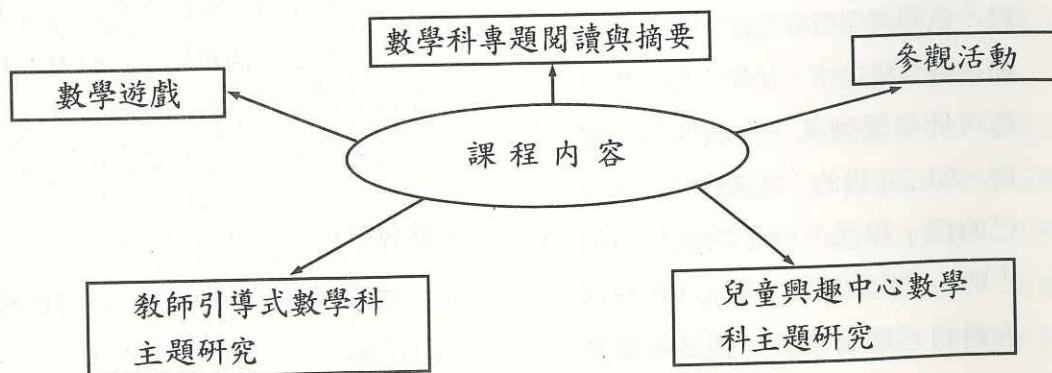 數學科專題閱讀與摘要
參觀活動
數學遊戲
課程內容
教師引導式數學科
主題研究
兒童興趣中心數學
科主題研究